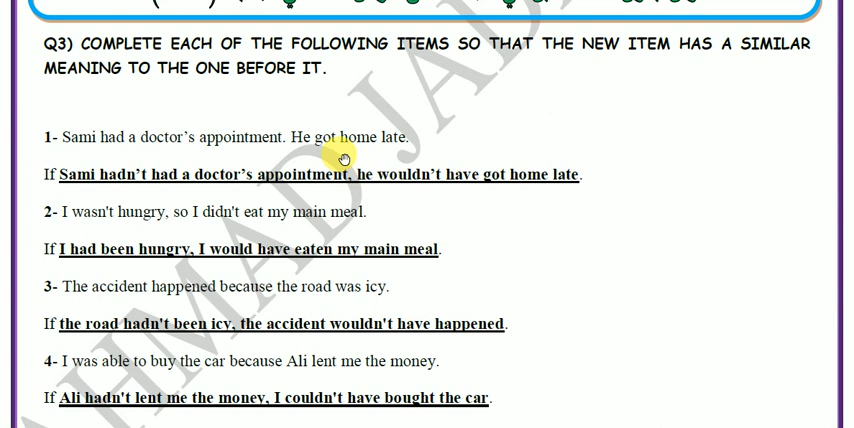 Q3) COMPLETE EACH OF THE FOLLOWING ITEMS SO THAT THE NEW ITEM HAS A SIMILAR
MEANING TO THE ONE BEFORE IT.
1- Sami had a doctor's appointment. He got home late.
If Sami hadn't had a doctor's appointment, he wouldn't have got home late.
2- I wasn't hungry, so I didn't eat my main meal.
If I had been hungry, I would have eaten my main meal.
3- The accident happened because the road was icy.
If the road hadn't been icy, the accident wouldn't have happened.
4- I was able to buy the car because Ali lent me the money.
If Ali hadn't lent me the money, I couldn't have bought the car.
AHMAD JAD